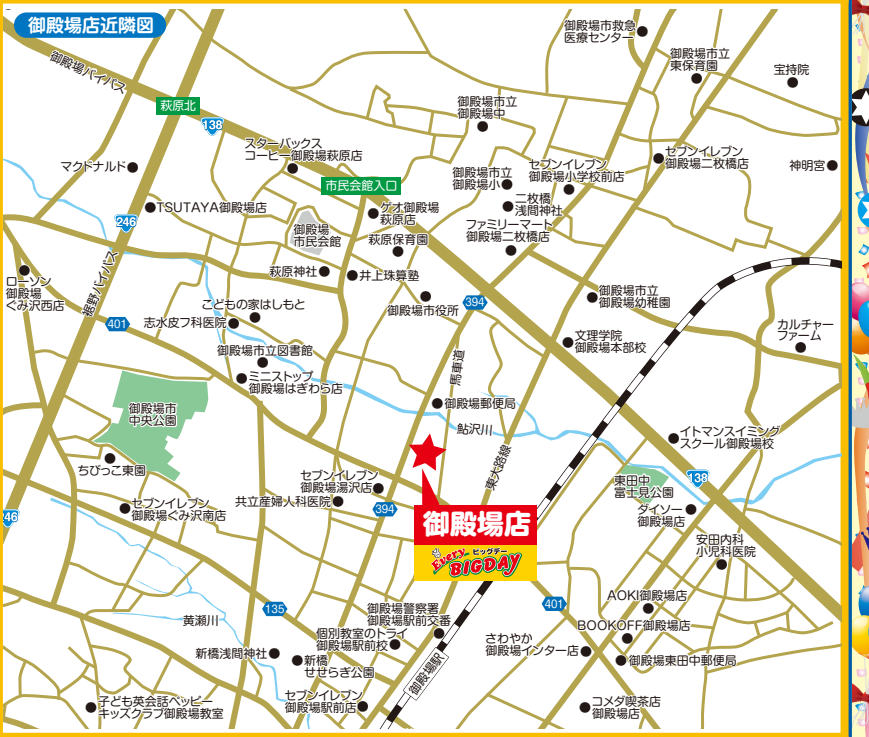 御殿場店近隣図
御殿場バイパス
萩原北
138
御殿場市救急
医療センター
御殿場市立
東保育園
宝持院
御殿場市立
御殿場中
スターバックス
コーヒー御殿場萩原店
マクドナルド
市民会館入口
御殿場市立
御殿場小
セブンイレブン
御殿場小学校前店
セブンイレブン
御殿場二枚橋店
神明宮
TSUTAYA御殿場店
246
ゲオ御殿場
萩原店
二枚橋
浅間神社
御殿場
市民会館
萩原保育園
ファミリーマート
御殿場二枚橋店
裾野バイパス
ローソン
御殿場
ぐみ沢西店
萩原神社
井上珠算塾
こどもの家はしもと
御殿場市役所
394
御殿場市立
御殿場幼稚園
401
志水皮フ科医院
カルチャー
ファーム
御殿場市立図書館
文理学院
御殿場本部校
馬車道
ミニストップ
御殿場はぎわら店
御殿場市
中央公園
御殿場郵便局
鮎沢川
イトマンスイミング
スクール御殿場校
東大路線
ちびっこ東園
セブンイレブン
御殿場湯沢店
138
東田中
富士見公園
共立産婦人科医院
394
セブンイレブン
御殿場ぐみ沢南店
246
ダイソー
御殿場店
御殿場店
Every
ビッグデー
BIGDAY
安田内科
小児科医院
135
401
AOKI御殿場店
黄瀬川
御殿場警察署
御殿場駅前交番
BOOKOFF御殿場店
個別教室のトライ
御殿場駅前校
さわやか
御殿場インター店
新橋浅間神社
新橋
せせらぎ公園
御殿場東田中郵便局
御殿場駅
子ども英会話ペッピー
キッズクラブ御殿場教室
セブンイレブン
御殿場駅前店
コメダ喫茶店
御殿場店